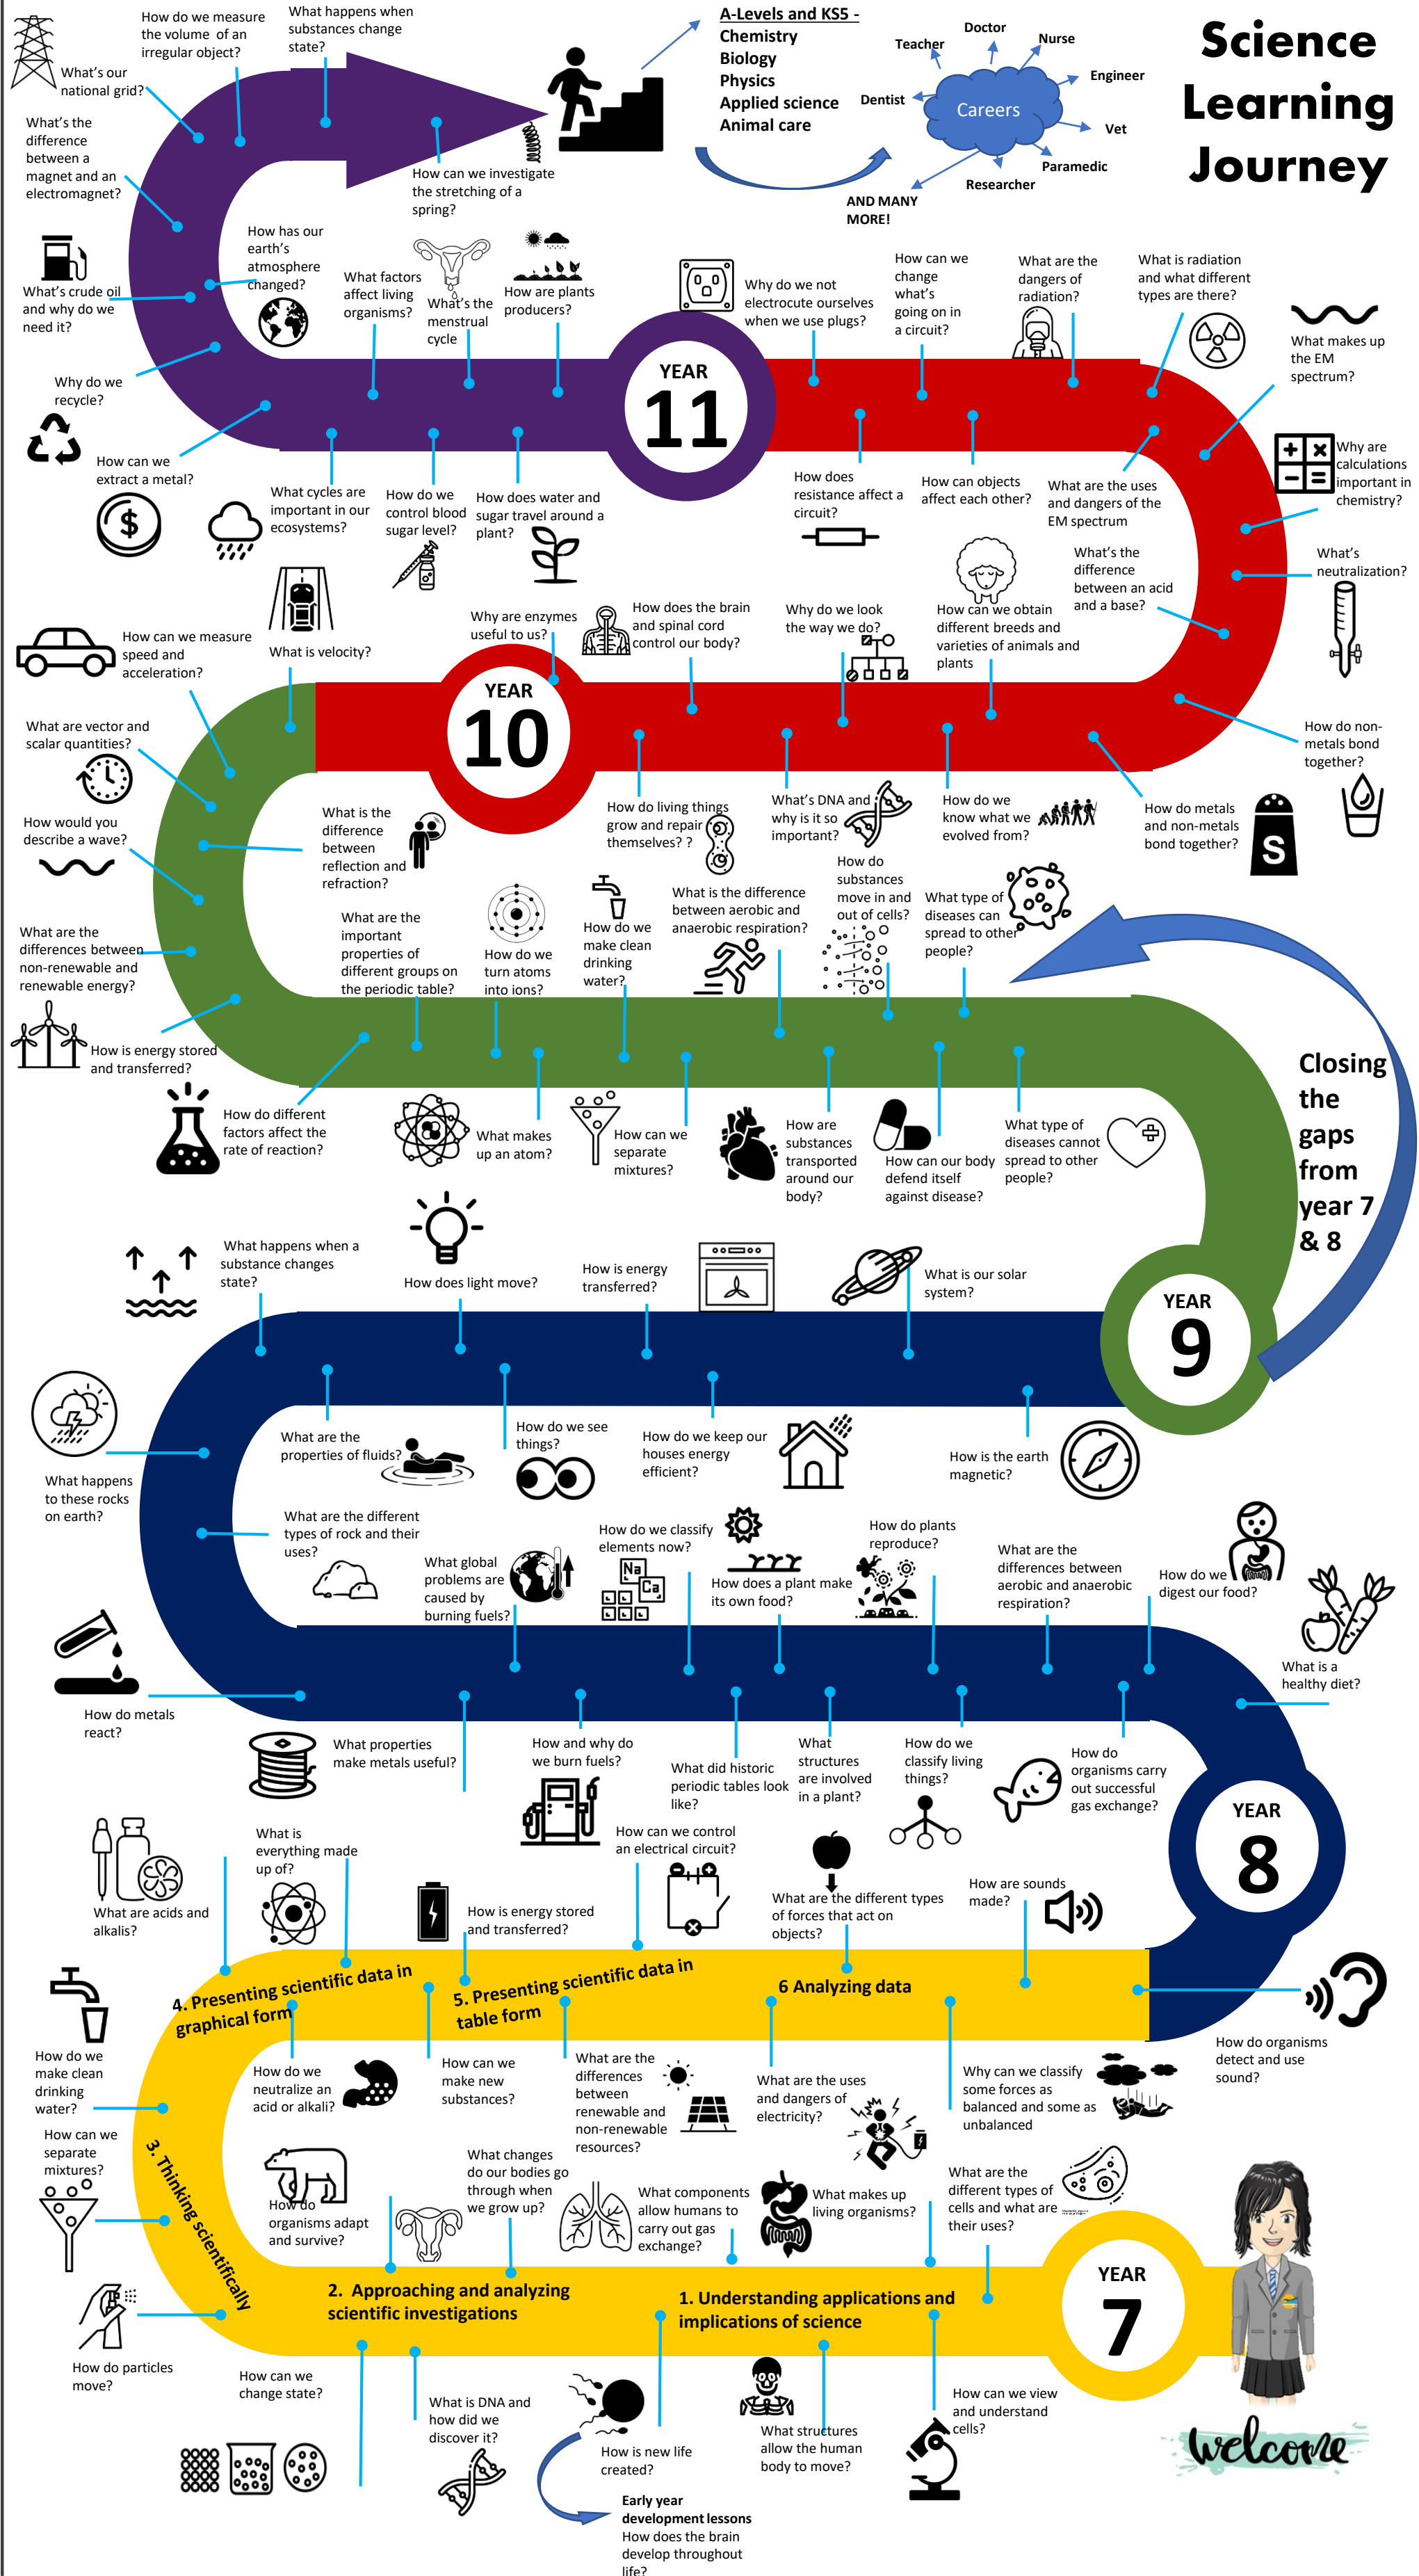 Science
Learning
Journey
A-Levels and KS5 -
Chemistry
Biology
Physics
Applied science
Animal care
Careers
Teacher
Doctor
Nurse
Engineer
Dentist
Vet
Paramedic
Researcher
AND MANY
MORE!
How do we measure
the volume of an
irregular object?
What happens when
substances change
state?
What's our
national grid?
What's the
difference
between a
magnet and an
electromagnet?
How can we investigate
the stretching of a
spring?
How has our
earth's
atmosphere
changed?
What's crude oil
and why do we
need it?
What factors
affect living
organisms?
What's the
menstrual
cycle
How are plants
producers?
Why do we
recycle?
How can we
extract a metal?
$
What cycles are
important in our
ecosystems?
How do we
control blood
sugar level?
How does water and
sugar travel around a
plant?
YEAR
11
Why do we not
electrocute ourselves
when we use plugs?
How can we
change
what's
going on in
a circuit?
What are the
dangers of
radiation?
What is radiation
and what different
types are there?
What makes up
the EM
spectrum?
How does
resistance affect a
circuit?
How can objects
affect each other?
What are the uses
and dangers of the
EM spectrum
Why are
calculations
important in
chemistry?
What's the
difference
between an acid
and a base?
What's
neutralization?
How can we measure
speed and
acceleration?
What is velocity?
Why are enzymes
useful to us?
How does the brain
and spinal cord
control our body?
Why do we look
the way we do?
How can we obtain
different breeds and
varieties of animals and
plants
YEAR
10
What are vector and
scalar quantities?
How do non-
metals bond
together?
How would you
describe a wave?
What is the
difference
between
reflection and
refraction?
How do living things
grow and repair
themselves? ?
What's DNA and
why is it so
important?
How do we
know what we
evolved from?
How do metals
and non-metals
bond together?
S
What are the
differences between
non-renewable and
renewable energy?
What are the
important
properties of
different groups on
the periodic table?
How do we
turn atoms
into ions?
How do we
make clean
drinking
water?
What is the difference
between aerobic and
anaerobic respiration?
How do
substances
move in and
out of cells?
What type of
diseases can
spread to other
people?
How is energy stored
and transferred?
How do different
factors affect the
rate of reaction?
What makes
up an atom?
How can we
separate
mixtures?
How are
substances
transported
around our
body?
How can our body
defend itself
against disease?
What type of
diseases cannot
spread to other
people?
Closing
the
gaps
from
year 7
& 8
What happens when a
substance changes
state?
How does light move?
How is energy
transferred?
What is our solar
system?
YEAR
9
What are the
properties of fluids?
How do we see
things?
How do we keep our
houses energy
efficient?
How is the earth
magnetic?
What happens
to these rocks
on earth?
What are the different
types of rock and their
uses?
What global
problems are
caused by
burning fuels?
How do we classify
elements now?
Na
Ca
How does a plant make
its own food?
How do plants
reproduce?
What are the
differences between
aerobic and anaerobic
respiration?
How do we
digest our food?
What is a
healthy diet?
How do metals
react?
What properties
make metals useful?
How and why do
we burn fuels?
What did historic
periodic tables look
like?
What
structures
are involved
in a plant?
How do we
classify living
things?
How do
organisms carry
out successful
gas exchange?
YEAR
8
What are acids and
alkalis?
What is
everything made
up of?
How is energy stored
and transferred?
How can we control
an electrical circuit?
What are the different types
of forces that act on
objects?
How are sounds
made?
4. Presenting scientific data in
graphical form
5. Presenting scientific data in
table form
6 Analyzing data
How do organisms
detect and use
sound?
How do we
make clean
drinking
water?
How do we
neutralize an
acid or alkali?
How can we
make new
substances?
What are the
differences
between
renewable and
non-renewable
resources?
What are the uses
and dangers of
electricity?
Why can we classify
some forces as
balanced and some as
unbalanced
How can we
separate
mixtures?
3. Thinking scientifically
How do
organisms adapt
and survive?
What changes
do our bodies go
through when
we grow up?
What components
allow humans to
carry out gas
exchange?
What makes up
living organisms?
What are the
different types of
cells and what are
their uses?
2. Approaching and analyzing
scientific investigations
1. Understanding applications and
implications of science
YEAR
7
How do particles
move?
How can we
change state?
What is DNA and
how did we
discover it?
How is new life
created?
What structures
allow the human
body to move?
How can we view
and understand
cells?
welcome
Early year
development lessons
How does the brain
develop throughout
life?